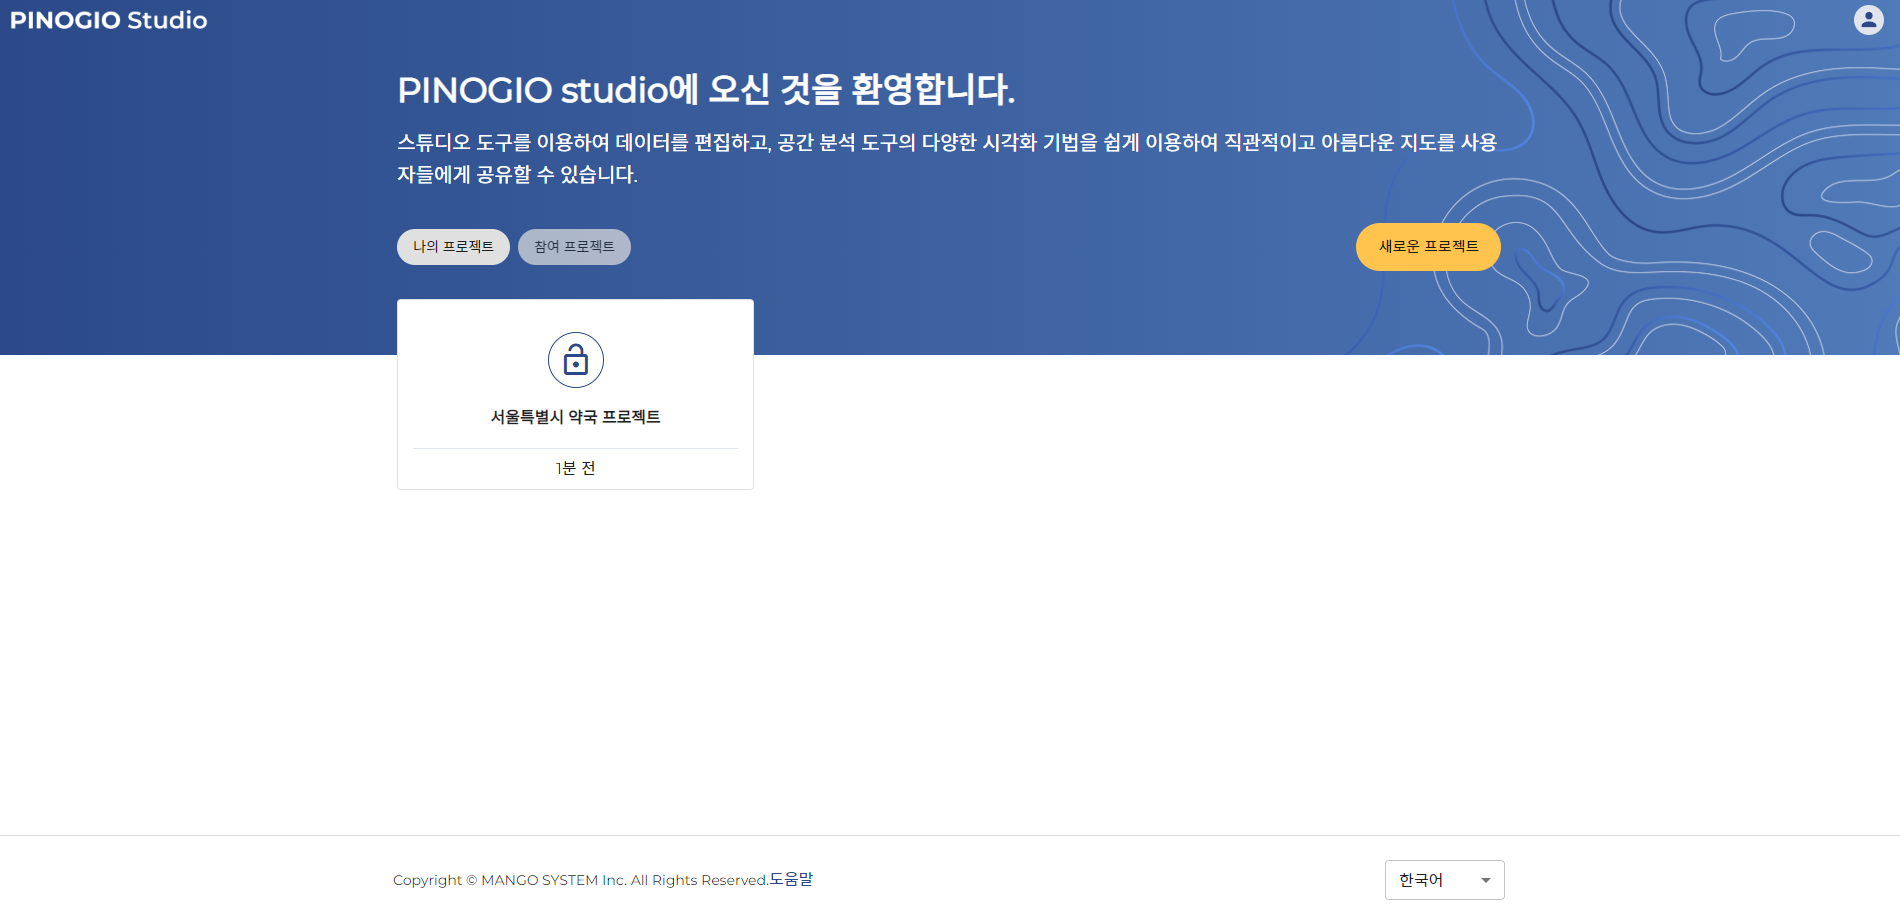 PINOGIO Studio
PINOGIO studio에 오신 것을 환영합니다.
스튜디오 도구를 이용하여 데이터를 편집하고, 공간 분석 도구의 다양한 시각화 기법을 쉽게 이용하여 직관적이고 아름다운 지도를 사용
자들에게 공유할 수 있습니다.
나의 프로젝트
참여 프로젝트
새로운 프로젝트
서울특별시 약국 프로젝트
1분 전
Copyright © MANGO SYSTEM Inc. All Rights Reserved.도움말
한국어